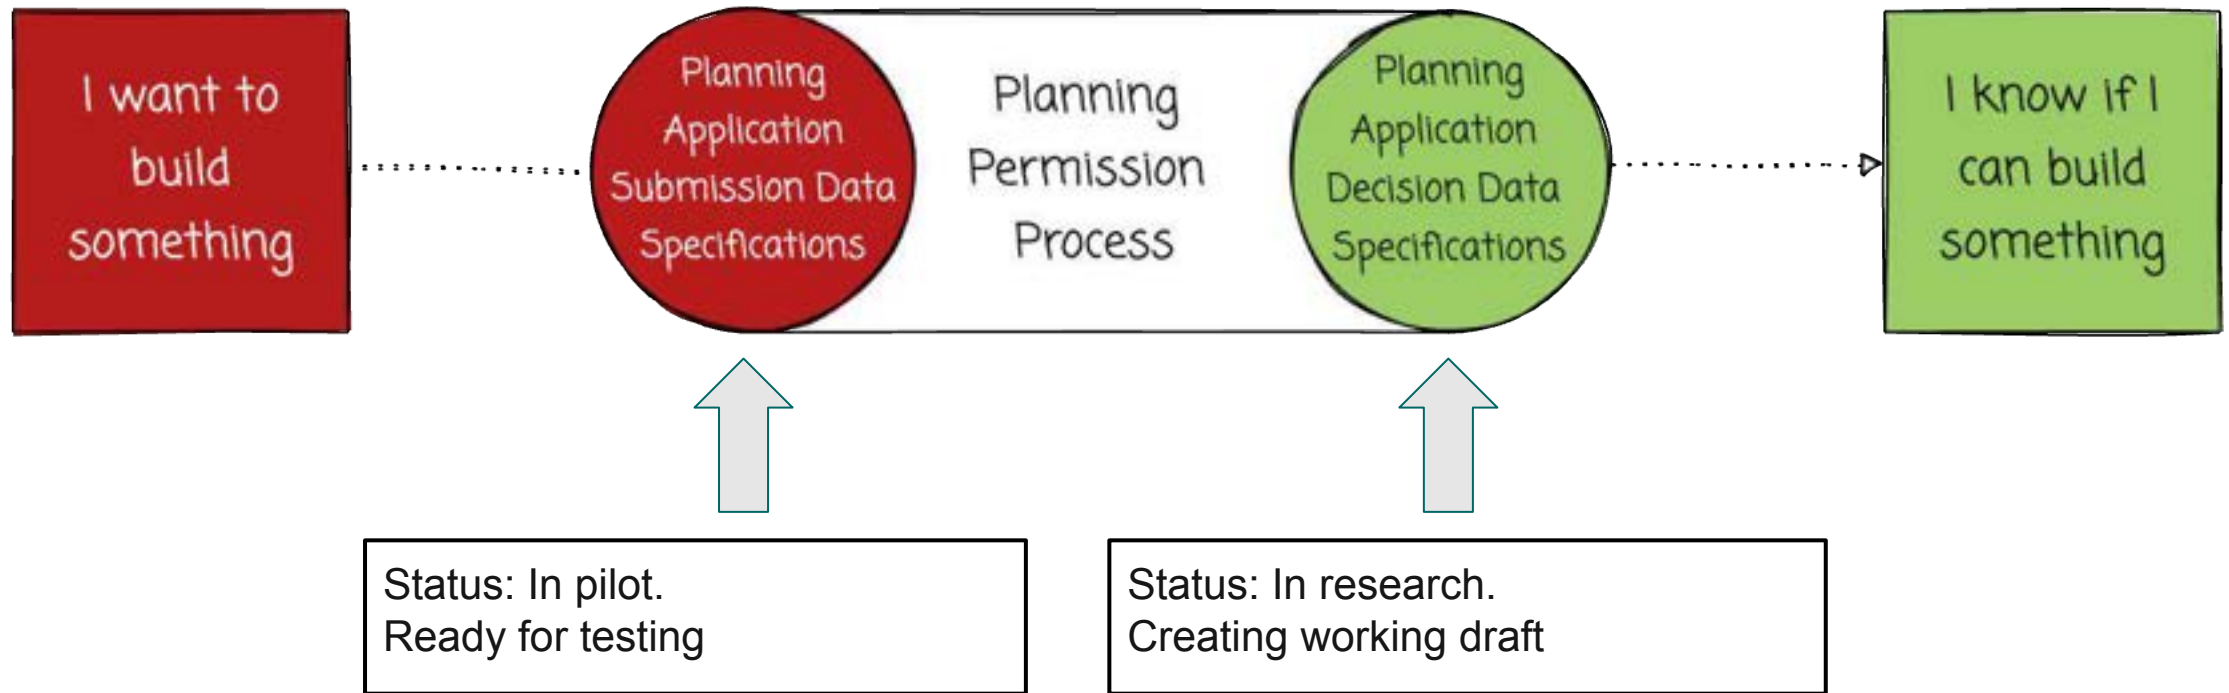 I want to
build
something
Planning
Application
Submission Data
Specifications
Planning
Permission
Process
Planning
Application
Decision Data
Specifications
I know if I
can build
something
Status: In pilot.
Ready for testing
Status: In research.
Creating working draft